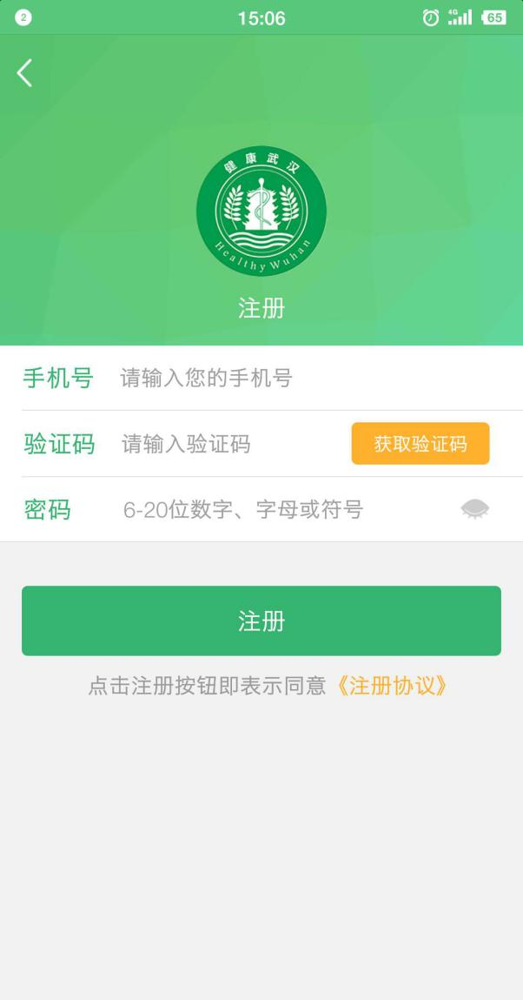 2
15:06
4G
65
健康武汉
Healthy Wuhan
注册
手机号 请输入您的手机号
验证码 请输入验证码 获取验证码
密码 6-20位数字、字母或符号
注册
点击注册按钮即表示同意《注册协议》